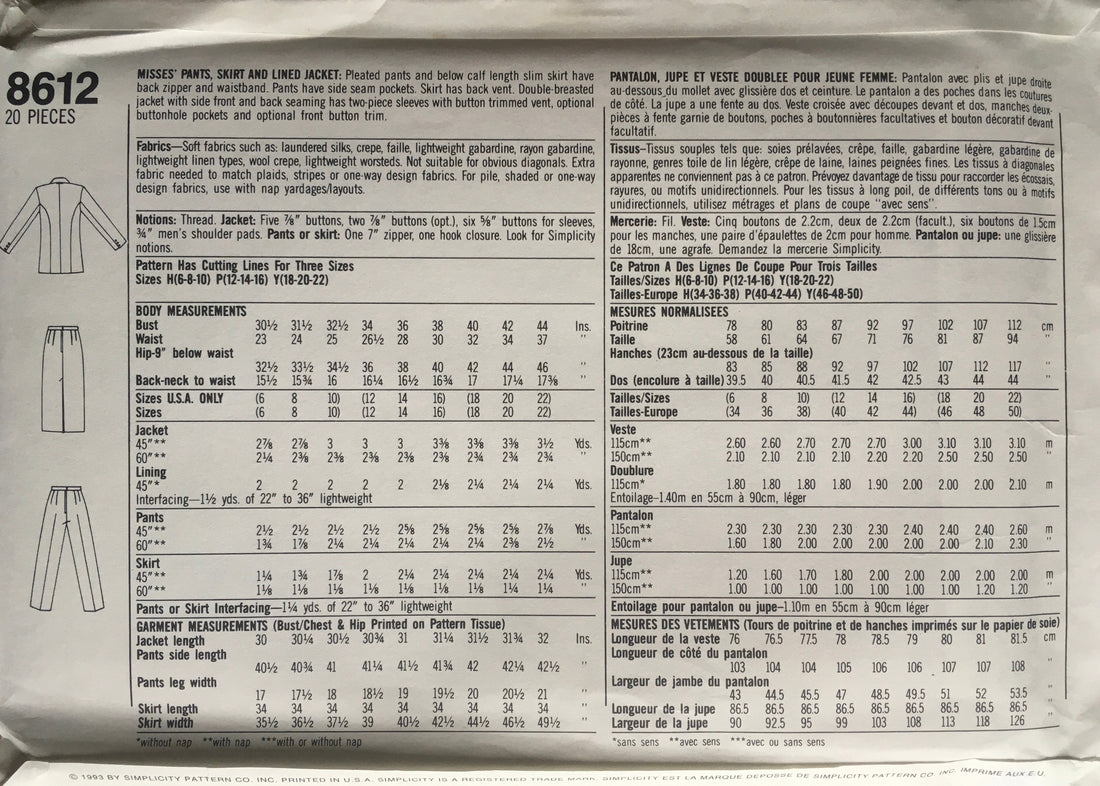 8612
20 PIECES
MISSES' PANTS, SKIRT AND LINED JACKET: Pleated pants and below calf length slim skirt have
back zipper and waistband. Pants have side seam pockets. Skirt has back vent. Double-breasted
jacket with side front and back seaming has two-piece sleeves with button trimmed vent, optional
buttonhole pockets and optional front button trim.
Fabrics—Soft fabrics such as: laundered silks, crepe, faille, lightweight gabardine, rayon gabardine,
lightweight linen types, wool crepe, lightweight worsteds. Not suitable for obvious diagonals. Extra
fabric needed to match plaids, stripes or one-way design fabrics. For pile, shaded or one-way
design fabrics, use with nap yardages/layouts.
Notions: Thread. Jacket: Five ⅞" buttons, two ⅞" buttons (opt.), six ⅝" buttons for sleeves,
¾" men's shoulder pads. Pants or skirt: One 7" zipper, one hook closure. Look for Simplicity
notions.
Pattern Has Cutting Lines For Three Sizes
Sizes H(6-8-10) P(12-14-16) Y(18-20-22)
BODY MEASUREMENTS
Bust 30½ 31½ 32½ 34 36 38 40 42 44 Ins.
Waist 23 24 25 26½ 28 30 32 34 37 "
Hip-9" below waist
32½ 33½ 34½ 36 38 40 42 44 46 "
Back-neck to waist 15½ 15¾ 16 16¼ 16½ 16¾ 17 17¼ 17⅜ "
Sizes U.S.A. ONLY (6 8 10) (12 14 16) (18 20 22)
Sizes (6 8 10) (12 14 16) (18 20 22)
Jacket
45"** 2⅞ 2⅞ 3 3 3 3⅜ 3⅜ 3⅜ 3½ Yds.
60"** 2¼ 2⅜ 2⅜ 2⅜ 2⅜ 2⅜ 2¾ 2¾ 2¾ "
Lining
45"* 2 2 2 2 2 2⅛ 2¼ 2¼ 2¼ Yds.
Interfacing—1½ yds. of 22" to 36" lightweight
Pants
45"** 2½ 2½ 2½ 2½ 2⅝ 2⅝ 2⅝ 2⅝ 2⅞ Yds.
60"** 1¾ 1⅞ 2¼ 2¼ 2¼ 2¼ 2¼ 2⅜ 2½ "
Skirt
45"** 1¼ 1¾ 1⅞ 2 2¼ 2¼ 2¼ 2¼ 2¼ Yds.
60"** 1⅛ 1⅛ 1⅛ 1⅛ 1⅛ 1⅛ 1⅛ 1¼ 1¼ "
Pants or Skirt Interfacing—1¼ yds. of 22" to 36" lightweight
GARMENT MEASUREMENTS (Bust/Chest & Hip Printed on Pattern Tissue)
Jacket length 30 30¼ 30½ 30¾ 31 31¼ 31½ 31¾ 32 Ins.
Pants side length
40½ 40¾ 41 41¼ 41½ 41¾ 42 42¼ 42½ "
Pants leg width
17 17½ 18 18½ 19 19½ 20 20½ 21 "
Skirt length 34 34 34 34 34 34 34 34 34 "
Skirt width 35½ 36½ 37½ 39 40½ 42½ 44½ 46½ 49½ "
*without nap **with nap ***with or without nap
PANTALON, JUPE ET VESTE DOUBLEE POUR JEUNE FEMME: Pantalon avec plis et jupe droite
au-dessous du mollet avec glissière dos et ceinture. Le pantalon a des poches dans les coutures
de côté. La jupe a une fente au dos. Veste croisée avec découpes devant et dos, manches deux-
pièces à fente garnie de boutons, poches à boutonnières facultatives et bouton décoratif devant
facultatif.
Tissus—Tissus souples tels que: soies prélavées, crêpe, faille, gabardine légère, gabardine de
rayonne, genres toile de lin légère, crêpe de laine, laines peignées fines. Les tissus à diagonales
apparentes ne conviennent pas à ce patron. Prévoyez davantage de tissu pour raccorder les écossais,
rayures, ou motifs unidirectionnels. Pour les tissus à long poil, de différents tons ou à motifs
unidirectionnels, utilisez métrages et plans de coupe "avec sens".
Mercerie: Fil. Veste: Cinq boutons de 2.2cm, deux de 2.2cm (facult.), six boutons de 1.5cm
pour les manches, une paire d'épaulettes de 2cm pour homme. Pantalon ou jupe: une glissière
de 18cm, une agrafe. Demandez la mercerie Simplicity.
Ce Patron A Des Lignes De Coupe Pour Trois Tailles
Tailles/Sizes H(6-8-10) P(12-14-16) Y(18-20-22)
Tailles-Europe H(34-36-38) P(40-42-44) Y(46-48-50)
MESURES NORMALISEES
Poitrine 78 80 83 87 92 97 102 107 112 cm
Taille 58 61 64 67 71 76 81 87 94 "
Hanches (23cm au-dessous de la taille)
83 85 88 92 97 102 107 112 117 "
Dos (encolure à taille) 39.5 40 40.5 41.5 42 42.5 43 44 44 "
Tailles/Sizes (6 8 10) (12 14 16) (18 20 22)
Tailles-Europe (34 36 38) (40 42 44) (46 48 50)
Veste
115cm** 2.60 2.60 2.70 2.70 2.70 3.00 3.10 3.10 3.10 m
150cm** 2.10 2.10 2.10 2.10 2.20 2.20 2.50 2.50 2.50 "
Doublure
115cm* 1.80 1.80 1.80 1.80 1.90 2.00 2.00 2.00 2.10 m
Entoilage-1.40m en 55cm à 90cm, léger
Pantalon
115cm** 2.30 2.30 2.30 2.30 2.40 2.40 2.40 2.60 m
150cm** 1.60 1.80 2.00 2.00 2.00 2.00 2.10 2.30 "
Jupe
115cm** 1.20 1.60 1.70 1.80 2.00 2.00 2.00 2.00 2.00 m
150cm** 1.00 1.00 1.00 1.00 1.00 1.00 1.00 1.20 1.20 "
Entoilage pour pantalon ou jupe-1.10m en 55cm à 90cm léger
MESURES DES VETEMENTS (Tours de poitrine et de hanches imprimés sur le papier de soie)
Longueur de la veste 76 76.5 77.5 78 78.5 79 80 81 81.5 cm
Longueur de côté du pantalon
103 104 104 105 106 106 107 107 108 "
Largeur de jambe du pantalon
43 44.5 45.5 47 48.5 49.5 51 52 53.5 "
Longueur de la jupe 86.5 86.5 86.5 86.5 86.5 86.5 86.5 86.5 86.5 "
Largeur de la jupe 90 92.5 95 99 103 108 113 118 126 "
*sans sens **avec sens ***avec ou sans sens
© 1993 BY SIMPLICITY PATTERN CO. INC. PRINTED IN U.S.A. SIMPLICITY IS A REGISTERED TRADE MARK. SIMPLICITY EST LA MARQUE DEPOSEE DE SIMPLICITY PATTERN CO. INC. IMPRIME AUX E.U.